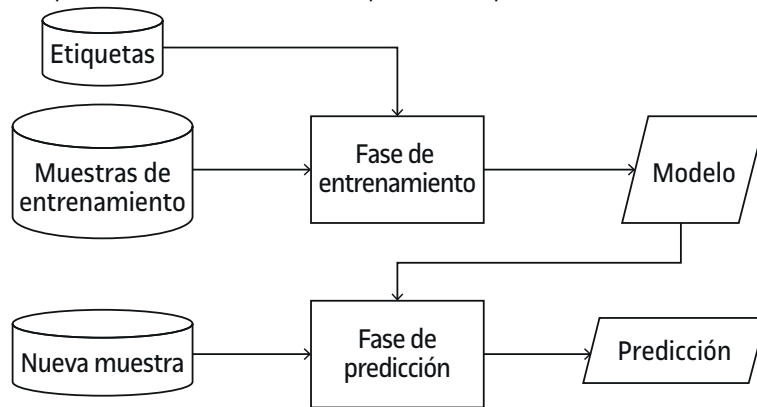 Etiquetas
Muestras de
entrenamiento
Fase de
entrenamiento
Modelo
Nueva muestra
Fase de
predicción
Predicción